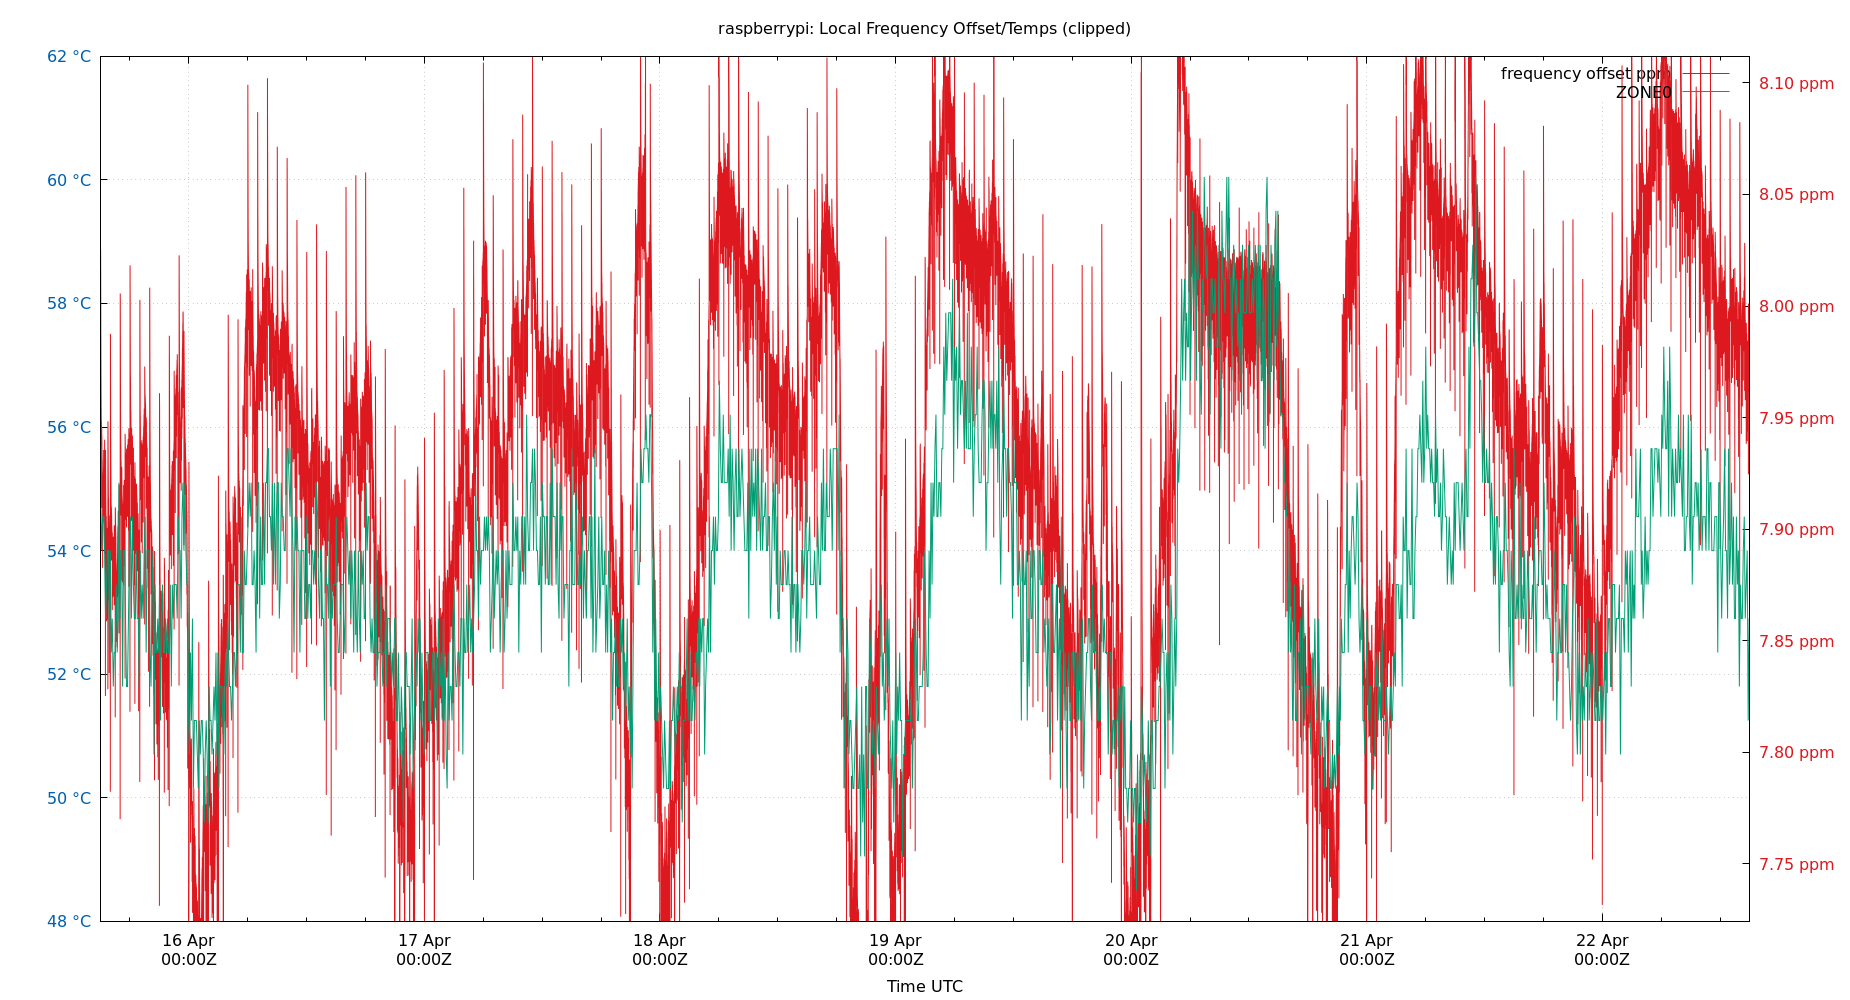 raspberrypi: Local Frequency Offset/Temps (clipped)
62 °C
60 °C
58 °C
56 °C
54 °C
52 °C
50 °C
48 °C
frequency offset ppm
ZONE0
8.10 ppm
8.05 ppm
8.00 ppm
7.95 ppm
7.90 ppm
7.85 ppm
7.80 ppm
7.75 ppm
16 Apr
00:00Z
17 Apr
00:00Z
18 Apr
00:00Z
19 Apr
00:00Z
20 Apr
00:00Z
21 Apr
00:00Z
22 Apr
00:00Z
Time UTC